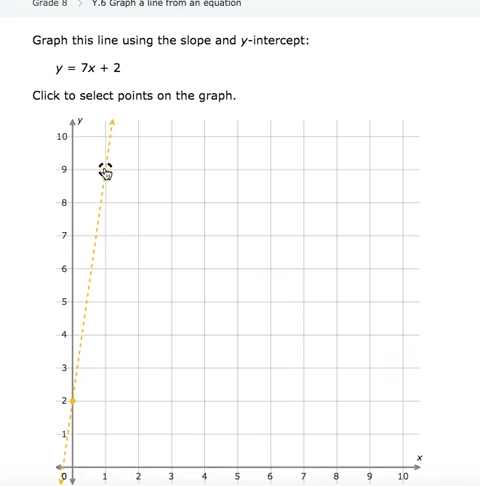 Grade 8 > Y.6 Graph a line from an equation
Graph this line using the slope and y-intercept:
y = 7x + 2
Click to select points on the graph.
y
10
9
8
7
6
5
4
3
2
1
x
0 1 2 3 4 5 6 7 8 9 10